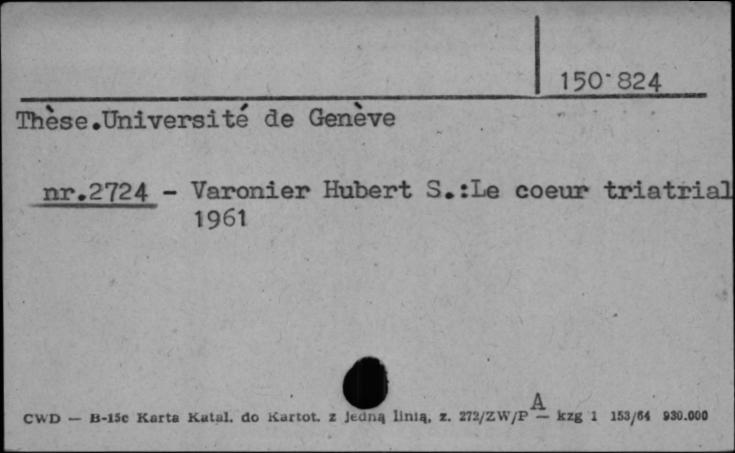 150·824
Thèse.Université de Genève
nr.2724 - Varonier Hubert S.:Le coeur triatrial
1961
CWD — B-15c Karta Katal. do Kartot. z jedną linią, z. 272/ZW/P A — kzg 1 153/64 930.000